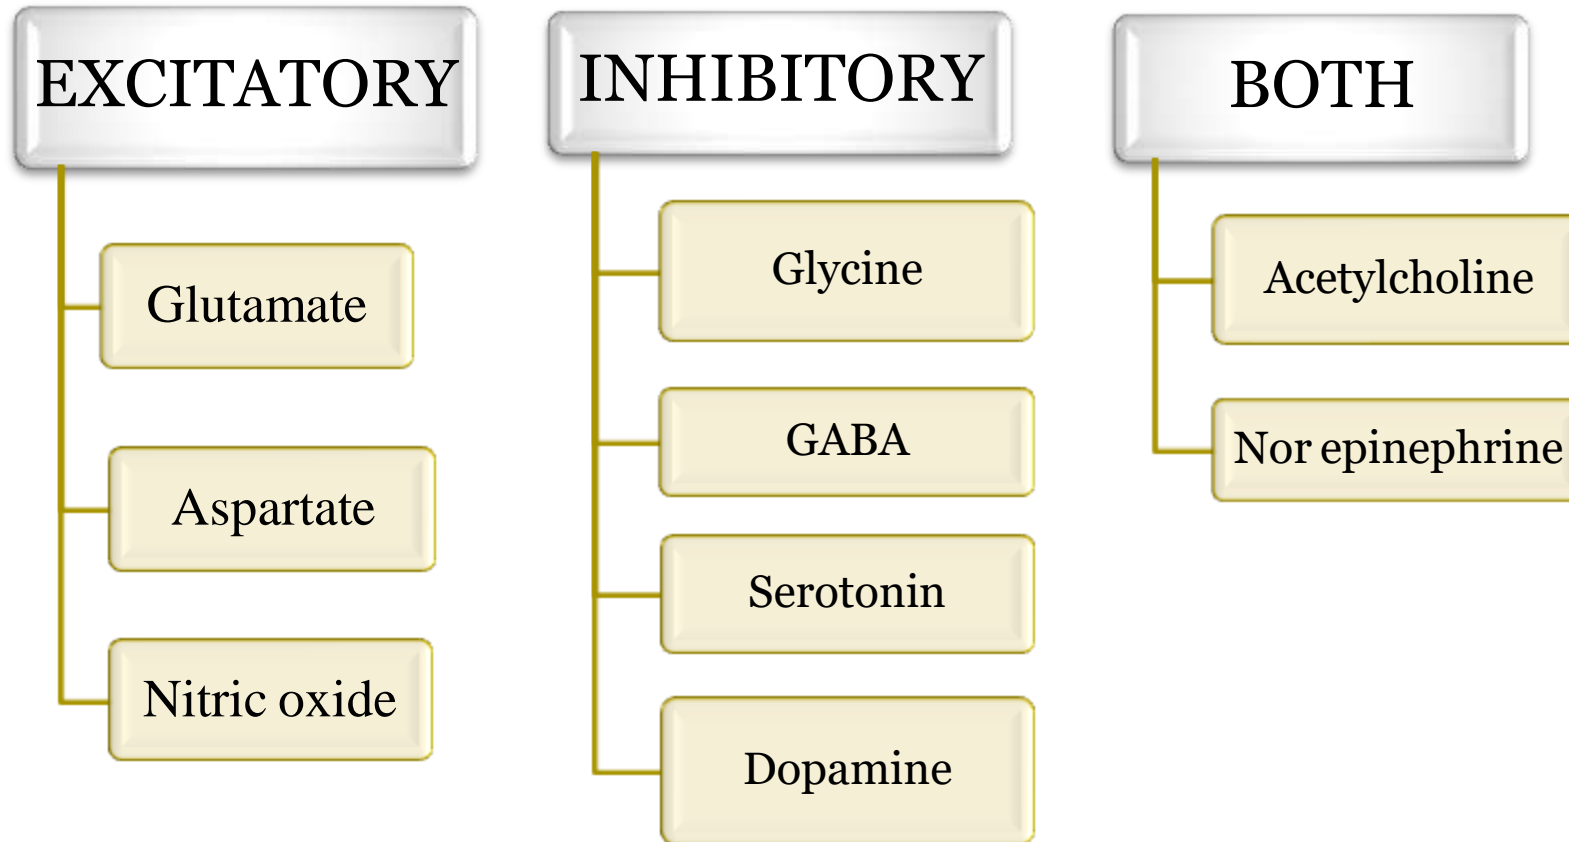 EXCITATORY
Glutamate
Aspartate
Nitric oxide
INHIBITORY
Glycine
GABA
Serotonin
Dopamine
BOTH
Acetylcholine
Nor epinephrine